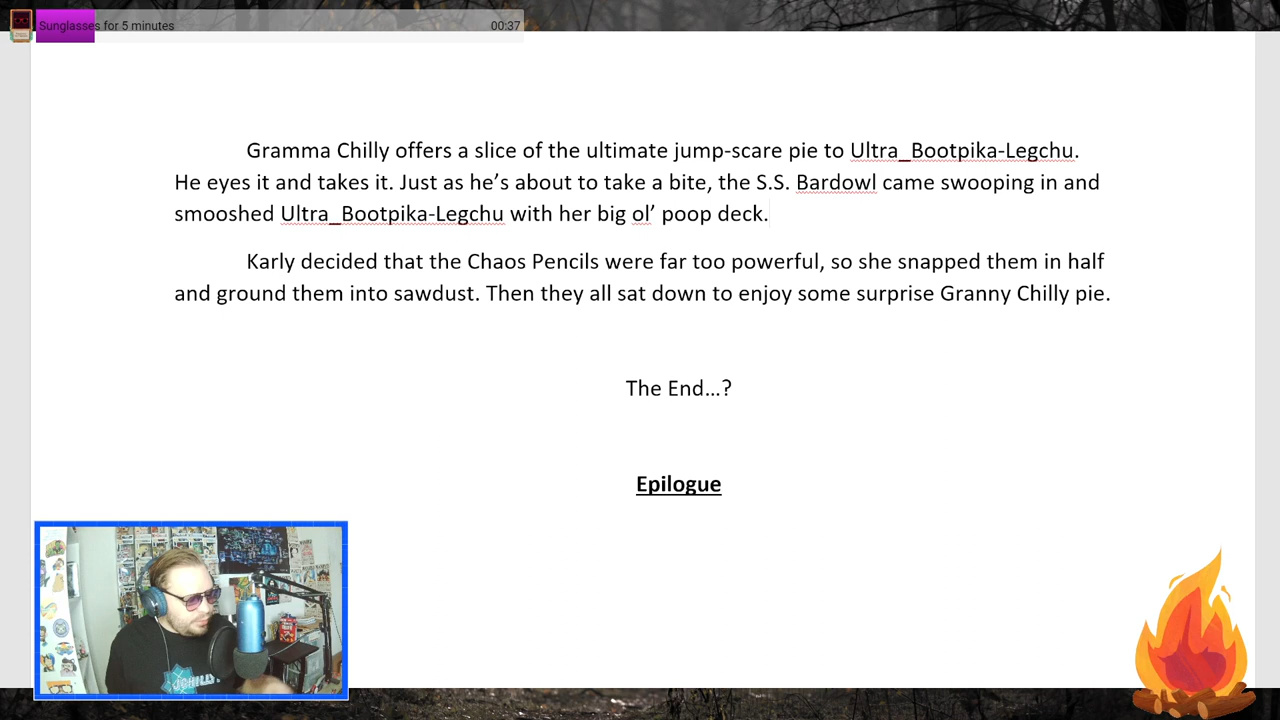 Sunglasses for 5 minutes 00:37
Gramma Chilly offers a slice of the ultimate jump-scare pie to Ultra_Bootpika-Legchu.
He eyes it and takes it. Just as he’s about to take a bite, the S.S. Bardowl came swooping in and
smooshed Ultra_Bootpika-Legchu with her big ol’ poop deck.
Karly decided that the Chaos Pencils were far too powerful, so she snapped them in half
and ground them into sawdust. Then they all sat down to enjoy some surprise Granny Chilly pie.
The End…?
Epilogue